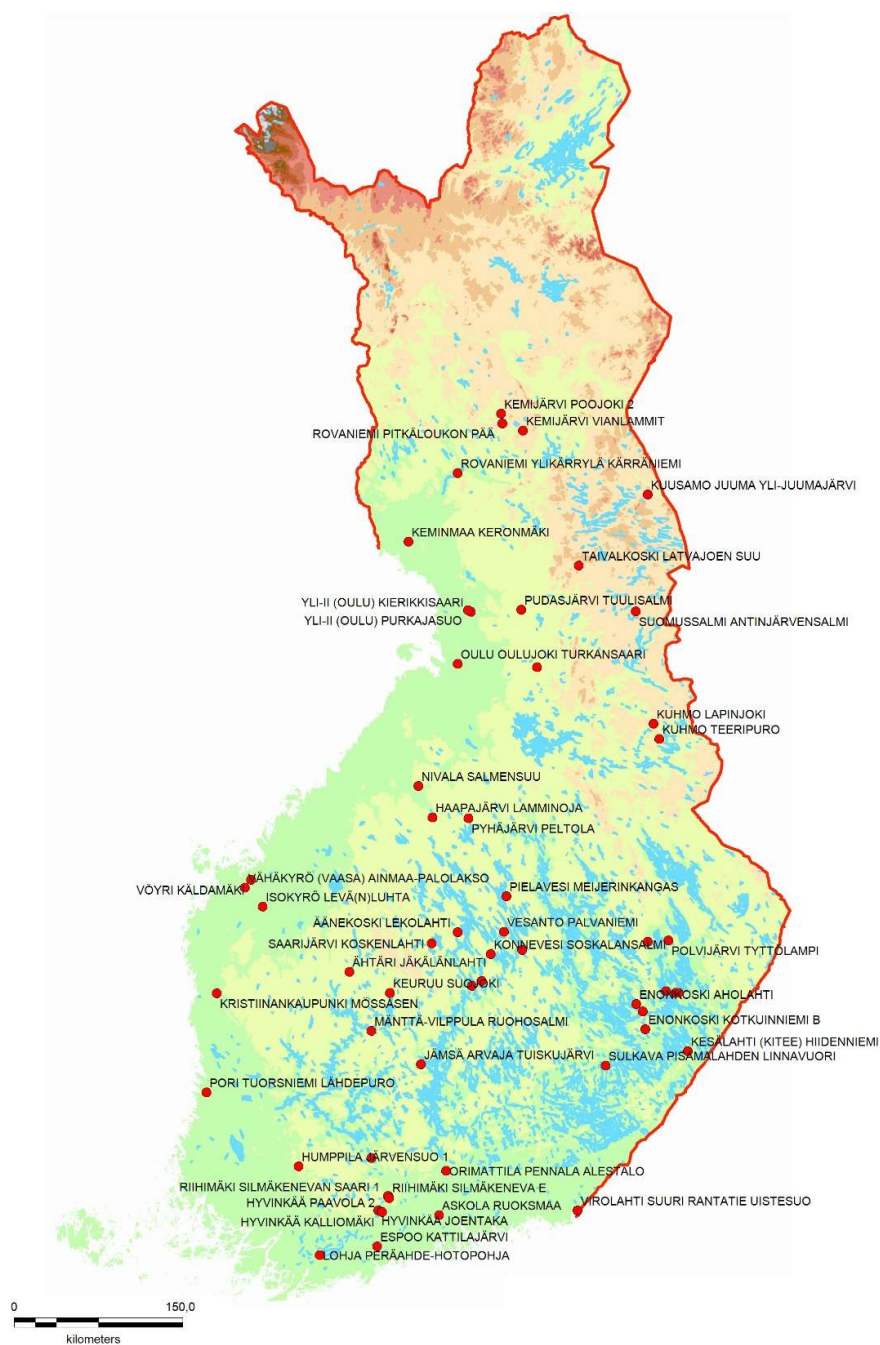 KEMIJÄRVI POOJOKI 2
KEMIJÄRVI VIANLAMMIT
ROVANIEMI PITKÄLOUKON PÄÄ
ROVANIEMI YLIKÄRRYLÄ KÄRRÄNIEMI
KUUSAMO JUUMA YLI-JUUMAJÄRVI
KEMINMAA KERONMÄKI
TAIVALKOSKI LATVAJOEN SUU
YLI-II (OULU) KIERIKKISAARI
PUDASJÄRVI TUULISALMI
YLI-II (OULU) PURKAJASUO
SUOMUSSALMI ANTINJÄRVENSALMI
OULU OULUJOKI TURKANSAARI
KUHMO LAPINJOKI
KUHMO TEERIPURO
NIVALA SALMENSUU
HAAPAJÄRVI LAMMINOJA
PYHÄJÄRVI PELTOLA
VÄHÄKYRÖ (VAASA) AINMAA-PALOLAKSO
VÖYRI KÄLDAMÄKI
PIELAVESI MEIJERINKANGAS
ISOKYRÖ LEVÄ(N)LUHTA
ÄÄNEKOSKI LEKOLAHTI
VESANTO PALVANIEMI
SAARIJÄRVI KOSKENLAHTI
KONNEVESI SOSKALANSALMI
POLVIJÄRVI TYTTÖLAMPI
ÄHTÄRI JÄKÄLÄNLAHTI
KEURUU SUOJOKI
ENONKOSKI AHOLAHTI
KRISTIINANKAUPUNKI MÖSSÅSEN
MÄNTTÄ-VILPPULA RUOHOSALMI
ENONKOSKI KOTKUINNIEMI B
KESÄLAHTI (KITEE) HIIDENNIEMI
JÄMSÄ ARVAJA TUISKUJÄRVI
SULKAVA PISAMALAHDEN LINNAVUORI
PORI TUORSNIEMI LÄHDEPURO
HUMPPILA JÄRVENSUO 1
ORIMATTILA PENNALA ALESTALO
RIIHIMÄKI SILMÄKENEVAN SAARI 1
RIIHIMÄKI SILMÄKENEVA E
HYVINKÄÄ PAAVOLA 2
ASKOLA RUOKSMAA
VIROLAHTI SUURI RANTATIE UISTESUO
HYVINKÄÄ KALLIOMÄKI
HYVINKÄÄ JOENTAKA
ESPOO KATTILAJÄRVI
LOHJA PERÄAHDE-HOTOPOHJA
0 150,0
kilometers